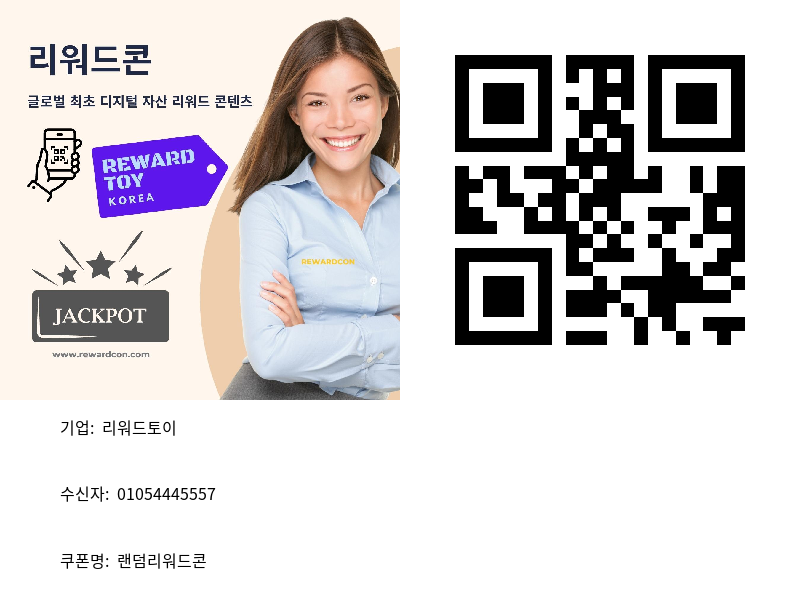 리워드콘
글로벌 최초 디지털 자산 리워드 콘텐츠
REWARD
TOY
KOREA
REWARDCON
JACKPOT
www.rewardcon.com
기업: 리워드토이
수신자: 01054445557
쿠폰명: 랜덤리워드콘